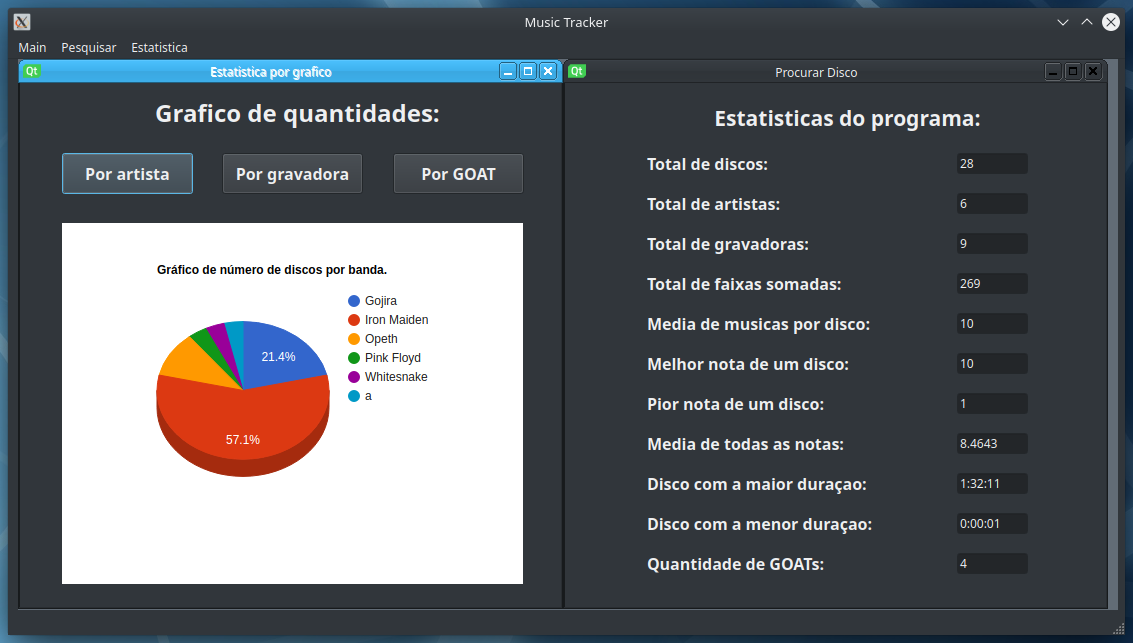 Music Tracker
Main Pesquisar Estatistica
Qt Estatistica por grafico
Grafico de quantidades:
Por artista Por gravadora Por GOAT
Gráfico de número de discos por banda.
Gojira
Iron Maiden
Opeth
Pink Floyd
Whitesnake
a
21.4%
57.1%
Qt Procurar Disco
Estatisticas do programa:
Total de discos: 28
Total de artistas: 6
Total de gravadoras: 9
Total de faixas somadas: 269
Media de musicas por disco: 10
Melhor nota de um disco: 10
Pior nota de um disco: 1
Media de todas as notas: 8.4643
Disco com a maior duraçao: 1:32:11
Disco com a menor duraçao: 0:00:01
Quantidade de GOATs: 4